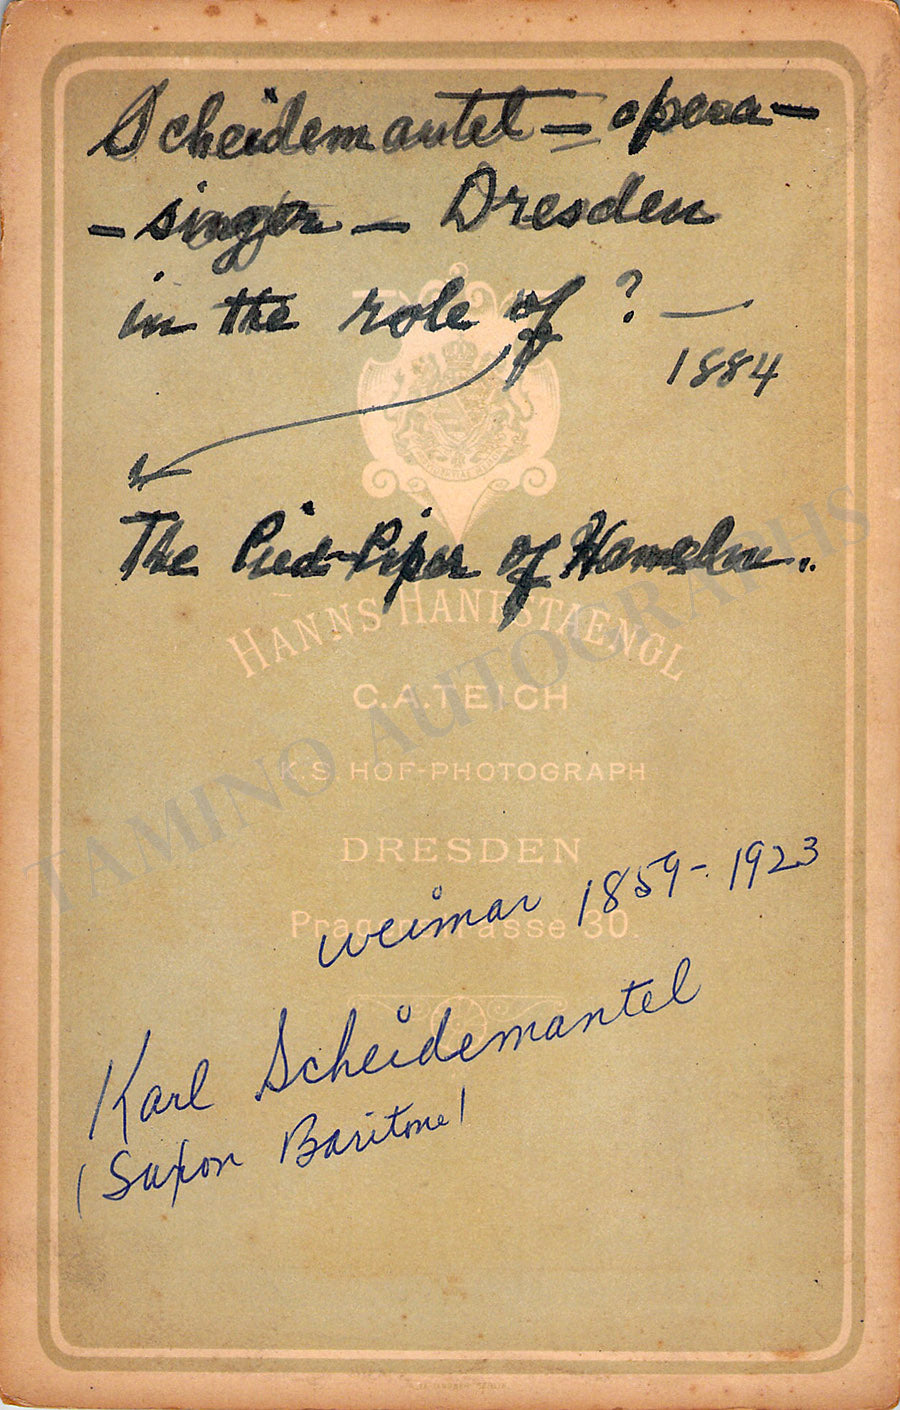 Scheidemantel — opera —
— singer — Dresden
in the role of ? —
1884
The Pied-Piper of Hameln.
HANNS HANFSTAENGL
C.A. TEICH
K.S. HOF-PHOTOGRAPH
DRESDEN
Weimar 1859-1923
Pragerstrasse 30.
Karl Scheidemantel
(Saxon Baritone)
TAMINO AUTOGRAPHS